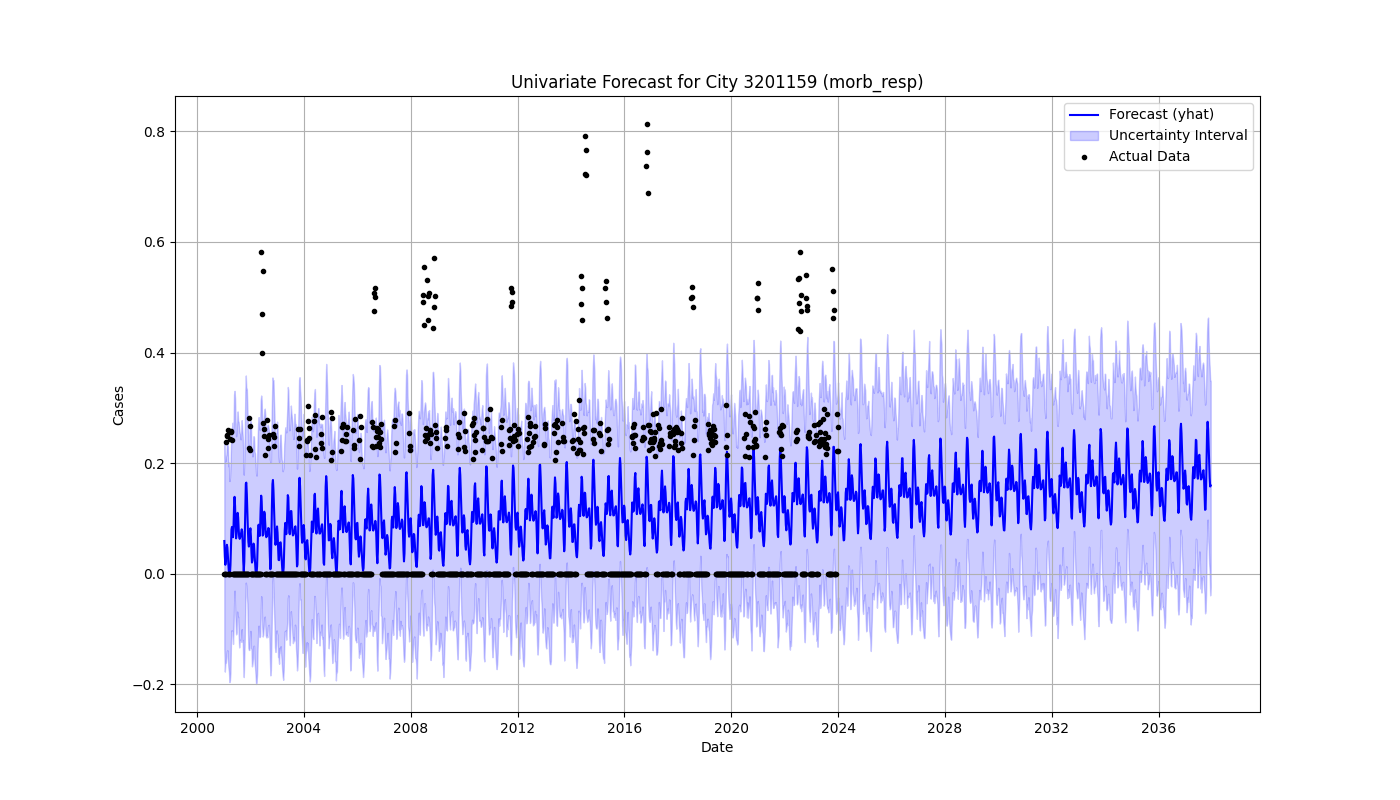 Univariate Forecast for City 3201159 (morb_resp)
Forecast (yhat)
Uncertainty Interval
Actual Data
Cases
0.8
0.6
0.4
0.2
0.0
−0.2
2000 2004 2008 2012 2016 2020 2024 2028 2032 2036
Date